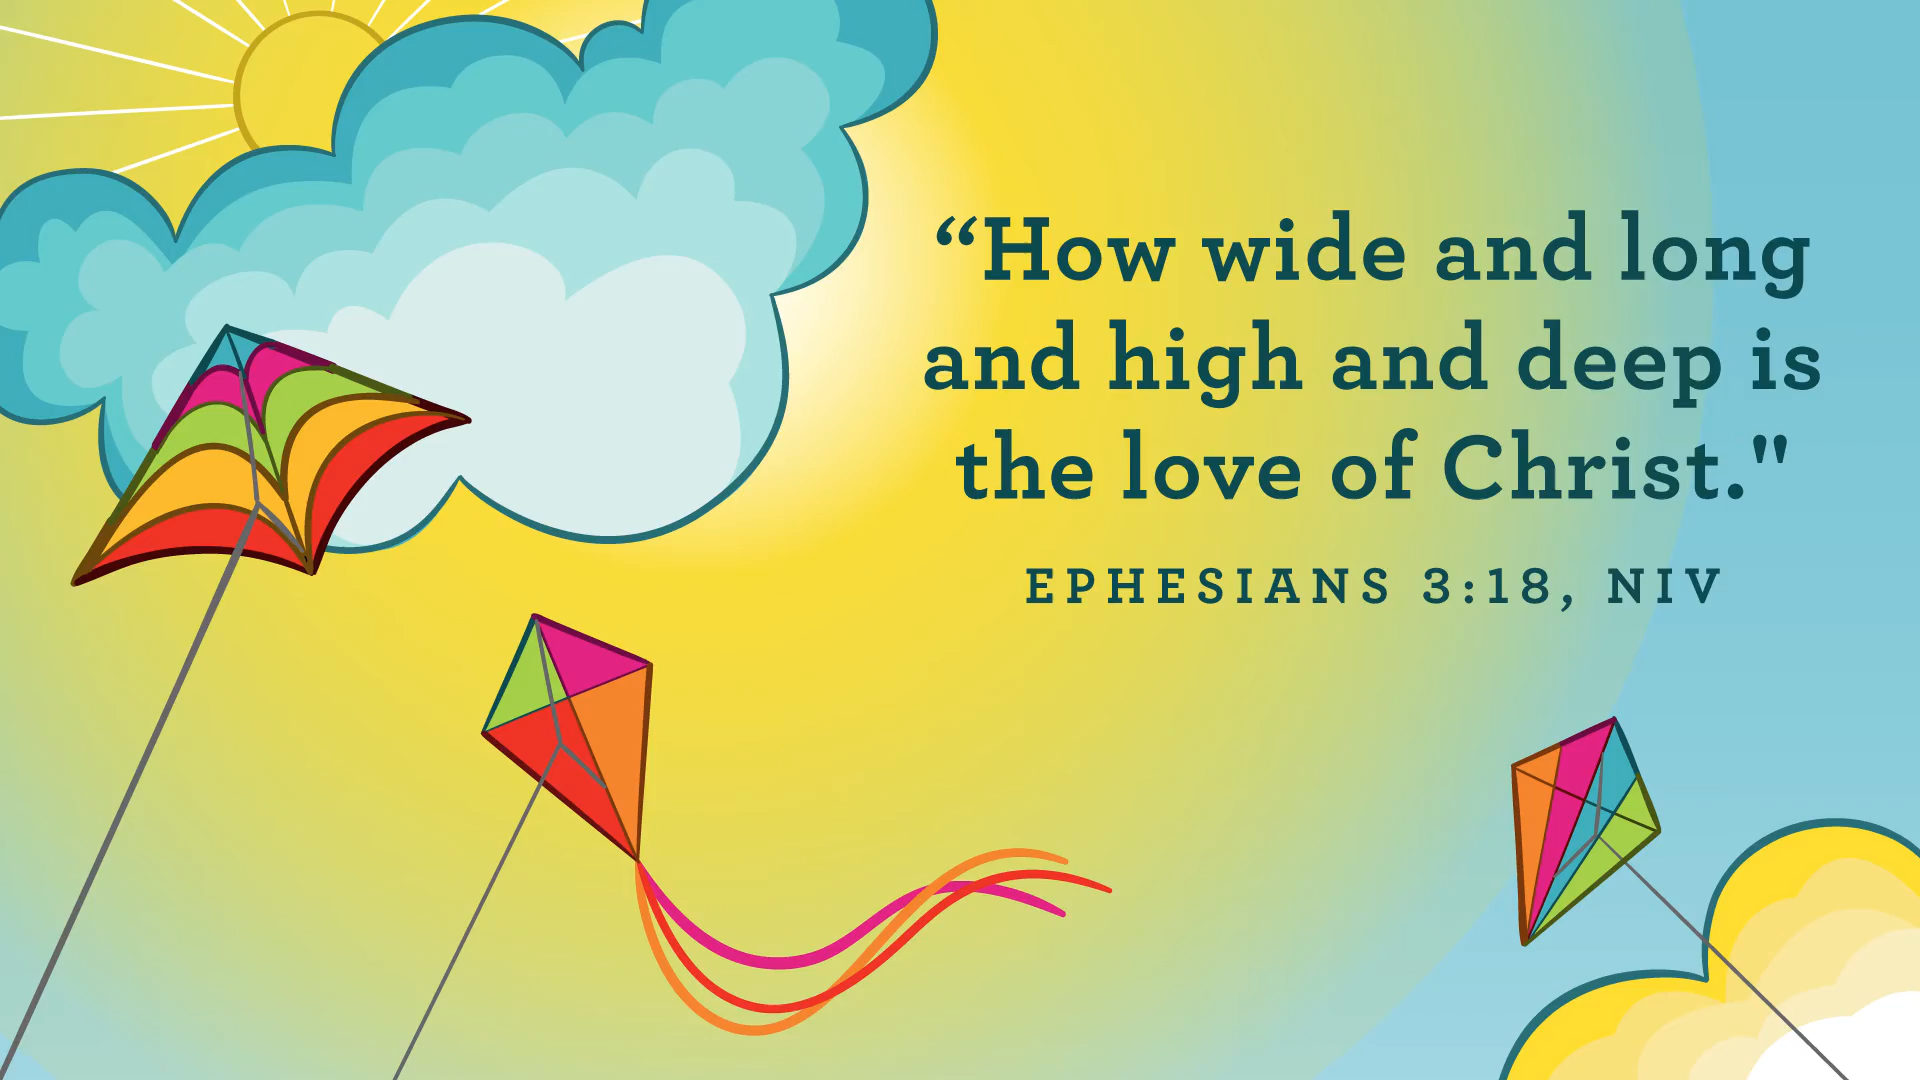 “How wide and long
and high and deep is
the love of Christ."
EPHESIANS 3:18, NIV